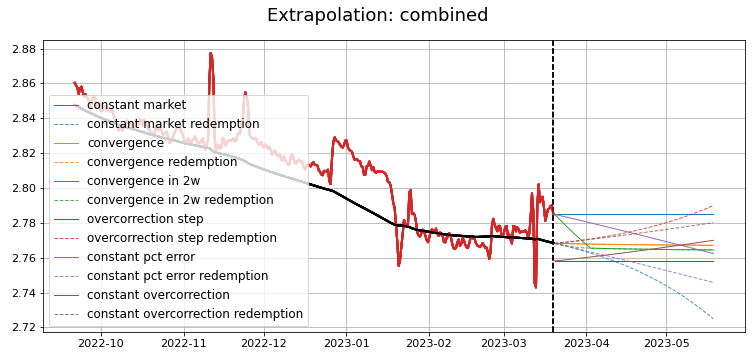 Extrapolation: combined
2.88
2.86
2.84
2.82
2.80
2.78
2.76
2.74
2.72
constant market
constant market redemption
convergence
convergence redemption
convergence in 2w
convergence in 2w redemption
overcorrection step
overcorrection step redemption
constant pct error
constant pct error redemption
constant overcorrection
constant overcorrection redemption
2022-10
2022-11
2022-12
2023-01
2023-02
2023-03
2023-04
2023-05